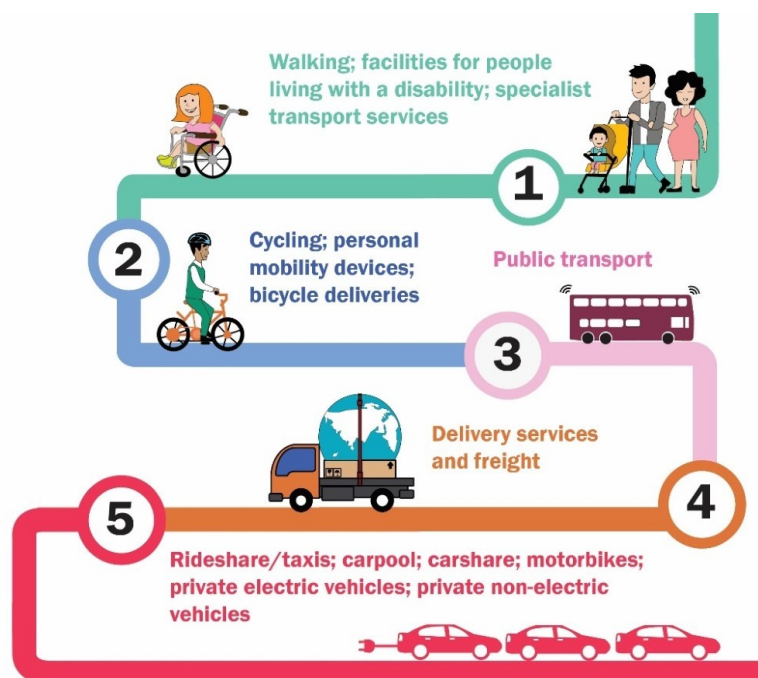 Walking; facilities for people
living with a disability; specialist
transport services
1
2
Cycling; personal
mobility devices;
bicycle deliveries
Public transport
3
Delivery services
and freight
4
5
Rideshare/taxis; carpool; carshare; motorbikes;
private electric vehicles; private non-electric
vehicles